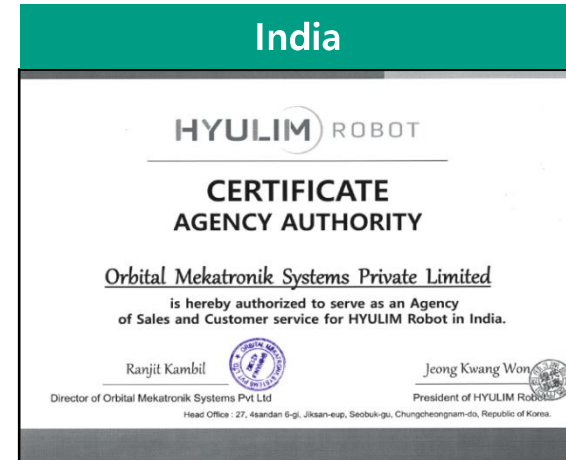 India
HYULIM ROBOT
CERTIFICATE
AGENCY AUTHORITY
Orbital Mekatronik Systems Private Limited
is hereby authorized to serve as an Agency
of Sales and Customer service for HYULIM Robot in India.
Ranjit Kambil
Jeong Kwang Won
Director of Orbital Mekatronik Systems Pvt Ltd
President of HYULIM Robot
Head Office : 27, 4sandan 6-gl, Jiksan-eup, Seobuk-gu, Chungcheongnam-do, Republic of Korea.